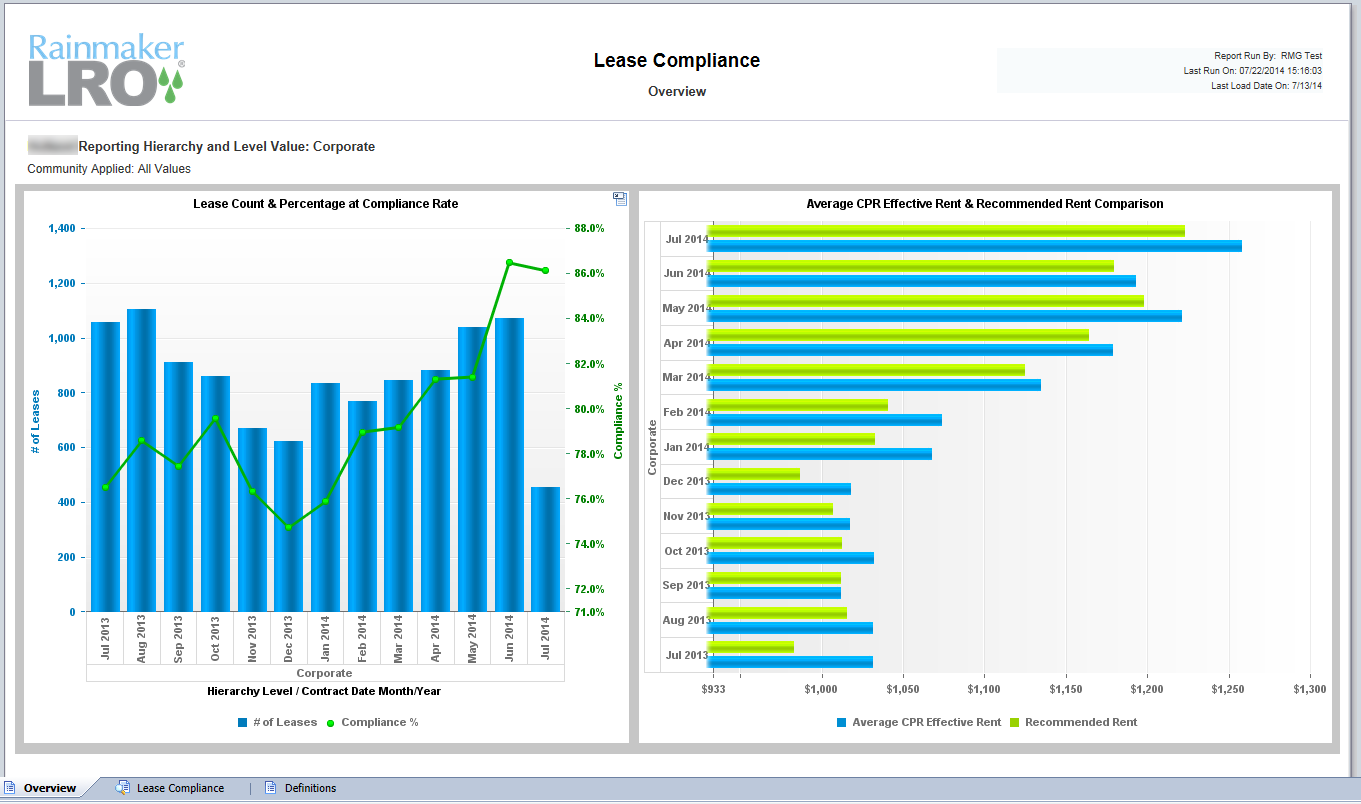 Rainmaker
LRO®
Lease Compliance
Overview
Report Run By: RMG Test
Last Run On: 07/22/2014 15:16:03
Last Load Date On: 7/13/14
Reporting Hierarchy and Level Value: Corporate
Community Applied: All Values
Lease Count & Percentage at Compliance Rate
1,400
1,200
1,000
800
600
400
200
0
# of Leases
88.0%
86.0%
84.0%
82.0%
80.0%
78.0%
76.0%
74.0%
72.0%
71.0%
Compliance %
Jul 2013
Aug 2013
Sep 2013
Oct 2013
Nov 2013
Dec 2013
Jan 2014
Feb 2014
Mar 2014
Apr 2014
May 2014
Jun 2014
Jul 2014
Corporate
Hierarchy Level / Contract Date Month/Year
# of Leases
Compliance %
Average CPR Effective Rent & Recommended Rent Comparison
Corporate
Jul 2014
Jun 2014
May 2014
Apr 2014
Mar 2014
Feb 2014
Jan 2014
Dec 2013
Nov 2013
Oct 2013
Sep 2013
Aug 2013
Jul 2013
$933
$1,000
$1,050
$1,100
$1,150
$1,200
$1,250
$1,300
Average CPR Effective Rent
Recommended Rent
Overview
Lease Compliance
Definitions